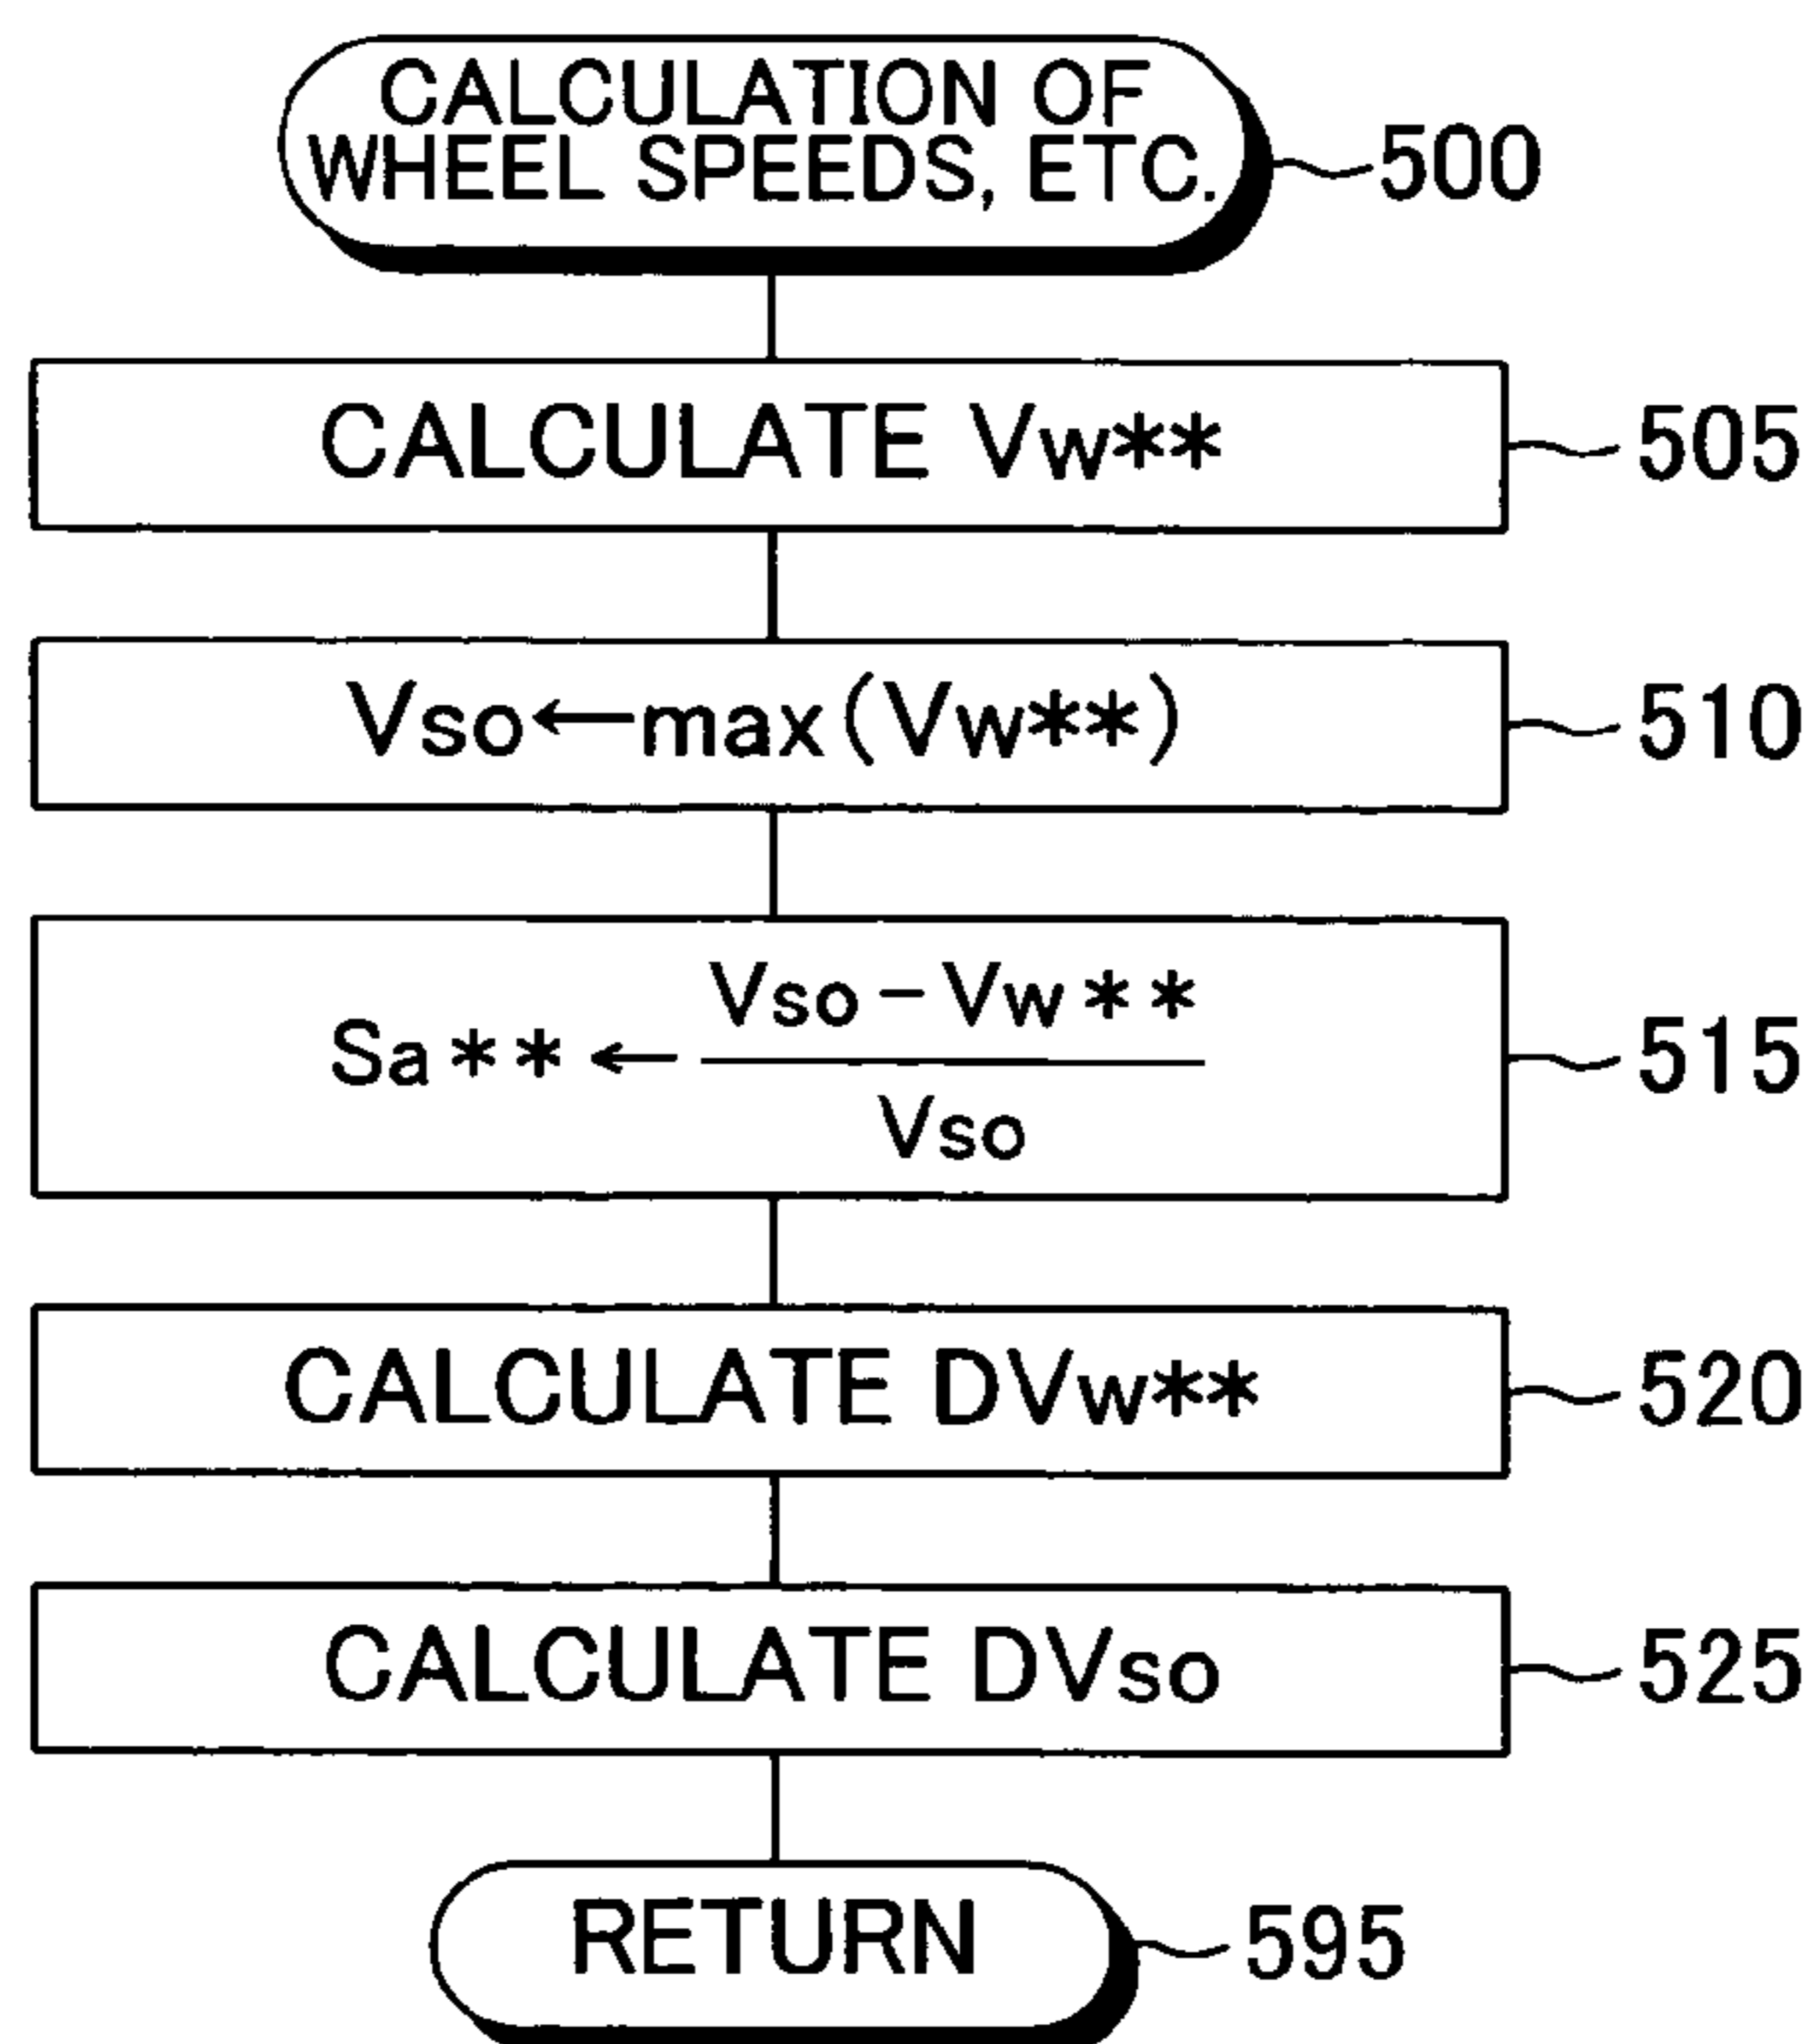 CALCULATION OF
WHEEL SPEEDS, ETC.
500
CALCULATE Vw**
505
Vso←max(Vw**)
510
Vso－Vw**
Sa**←
Vso
515
CALCULATE DVw**
520
CALCULATE DVso
525
RETURN
595